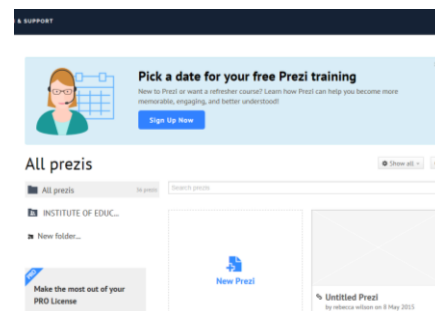 & SUPPORT
Pick a date for your free Prezi training
New to Prezi or want a refresher course? Learn how Prezi can help you become more
memorable, engaging, and better understood!
Sign Up Now
All prezis
Show all
All prezis
prezis
Search prezis
INSTITUTE OF EDUC...
New folder...
New Prezi
PRO
Make the most out of your
PRO License
Untitled Prezi
by rebecca wilson on 8 May 2015